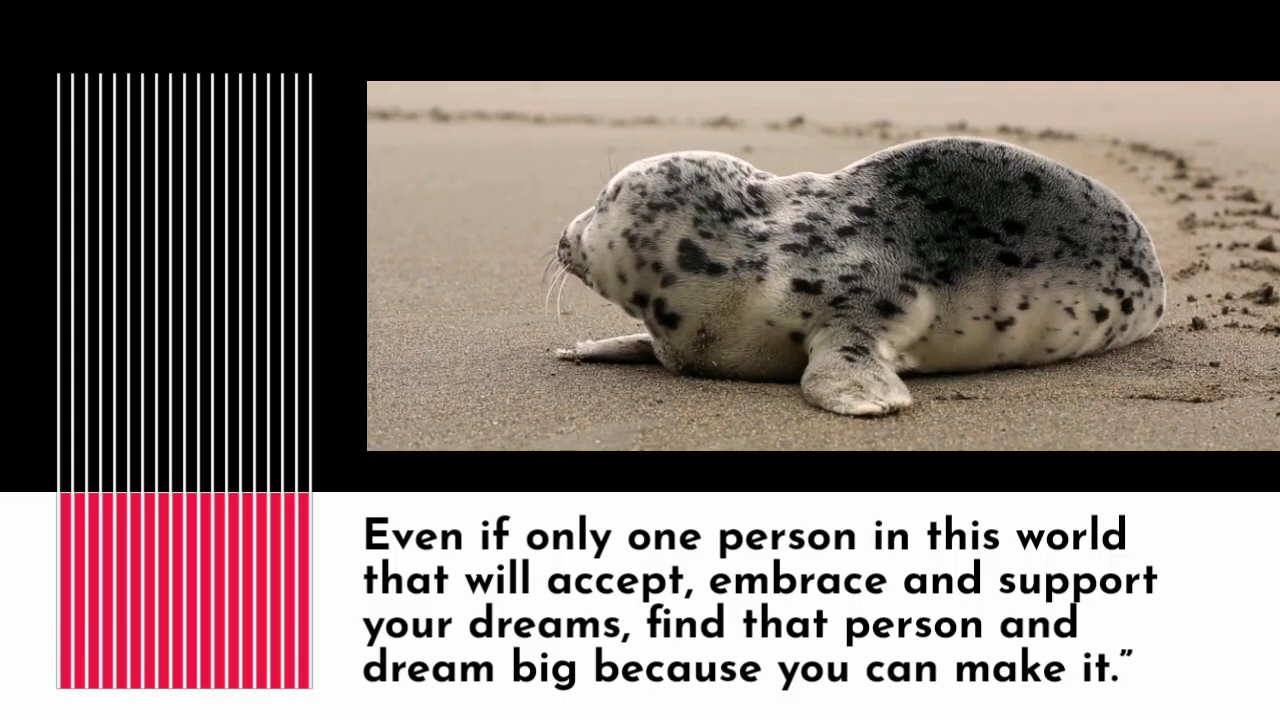 Even if only one person in this world
that will accept, embrace and support
your dreams, find that person and
dream big because you can make it.”